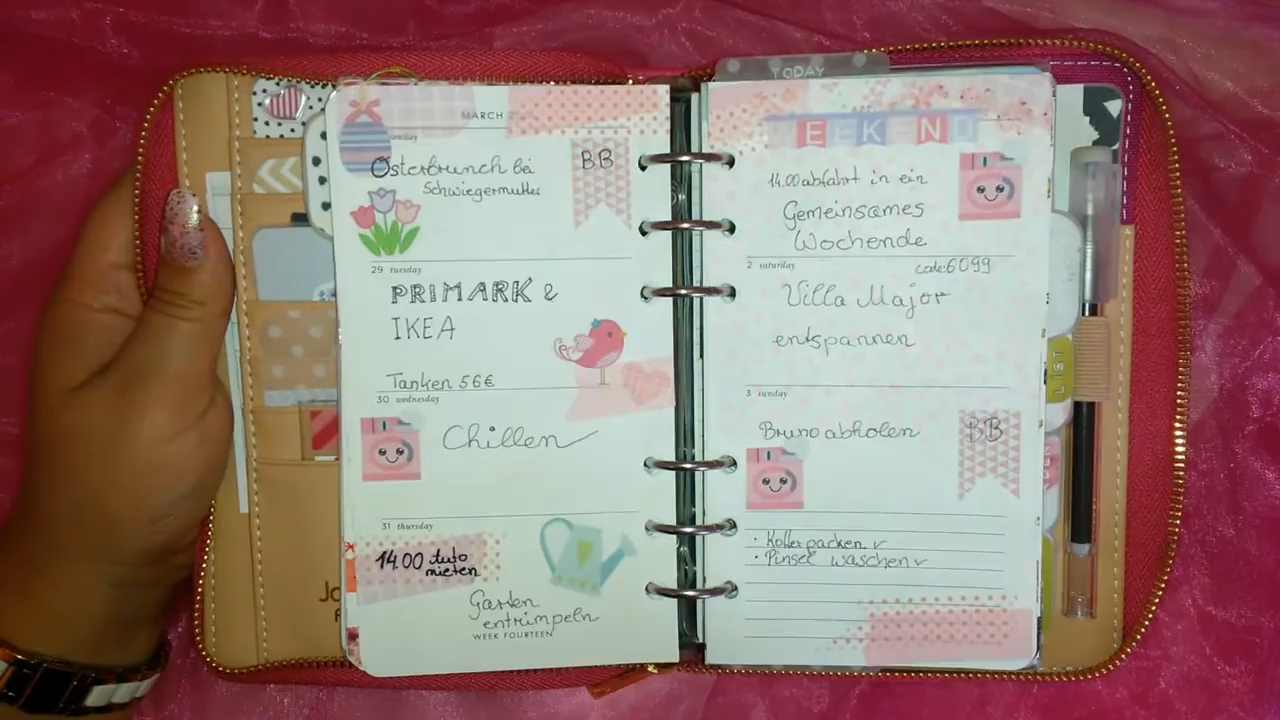 MARCH
Osterbrunch bei
Schwiegermutter
BB
29 tuesday
PRIMARK &
IKEA
Tanken 56€
30 wednesday
Chillen
31 thursday
14.00 Auto
mieten
Garten
entrümpeln
WEEK FOURTEEN
TODAY
WEEKEND
14.00 abfahrt in ein
Gemeinsames
Wochende
2 saturday
code: 6099
Villa Major
entspannen
3 sunday
Bruno abholen
BB
• Koffer packen ✓
• Pinsel waschen ✓
LIST